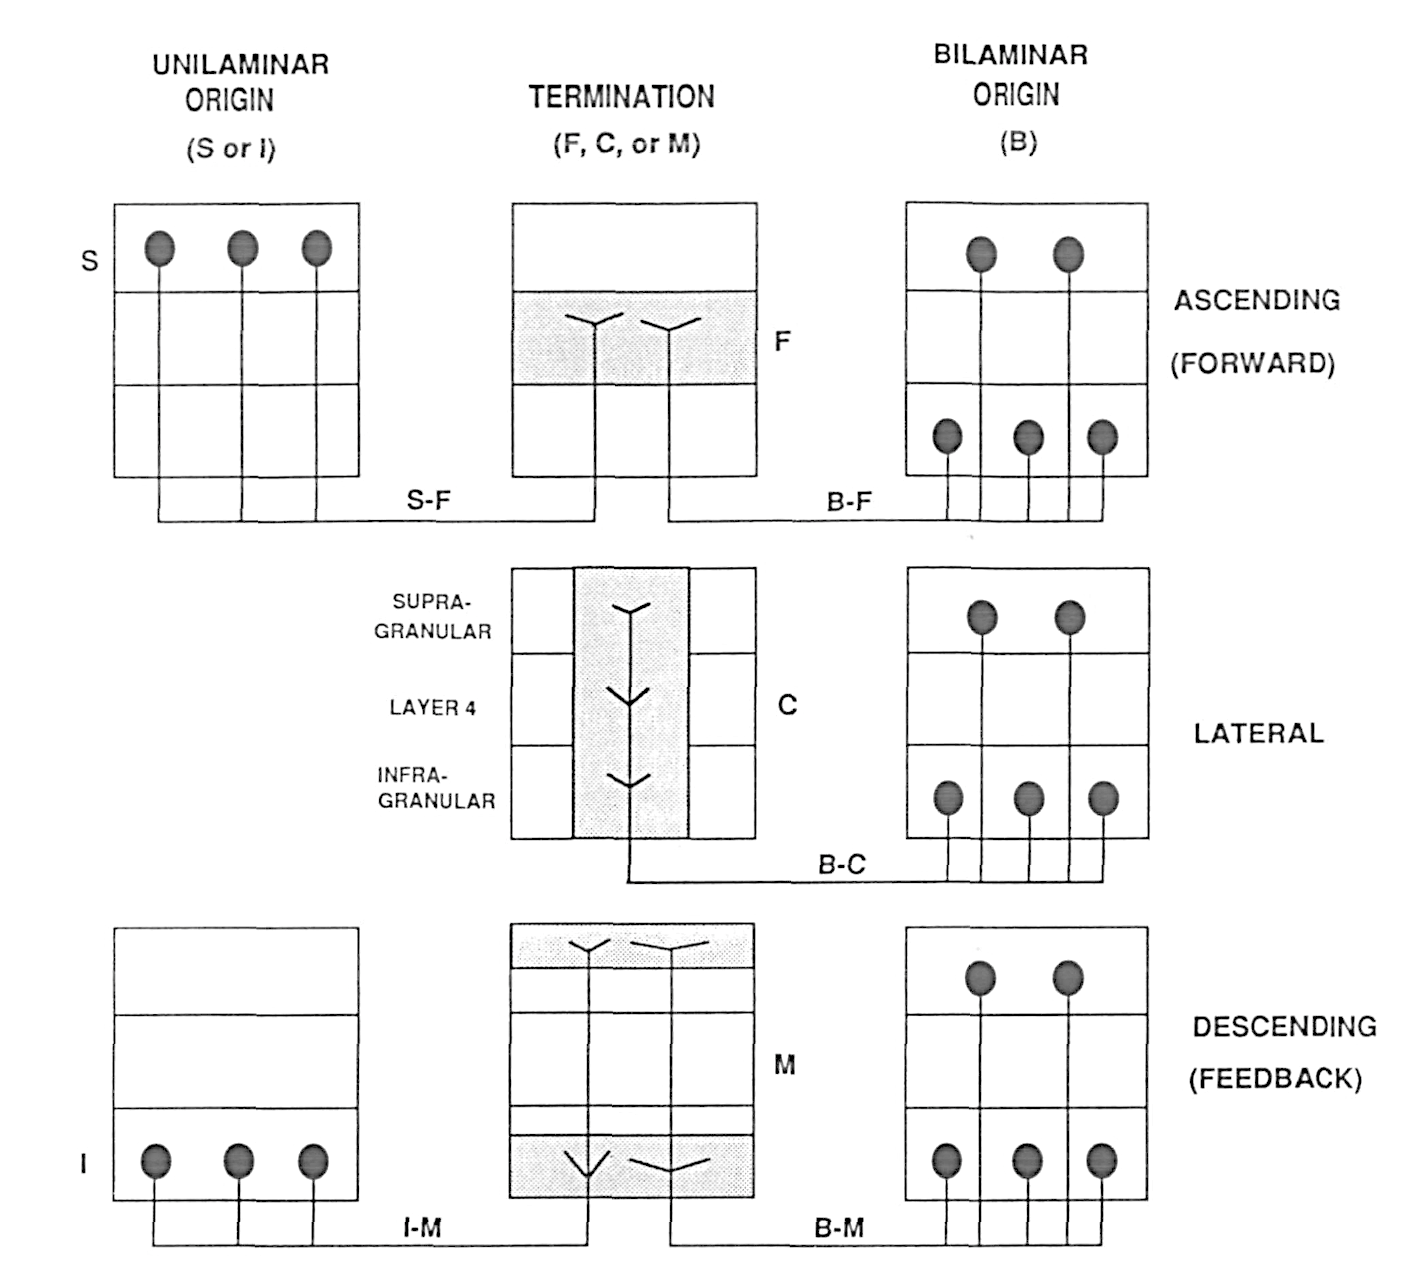 UNILAMINAR
ORIGIN
(S or I)
TERMINATION
(F, C, or M)
BILAMINAR
ORIGIN
(B)
S
F
ASCENDING
(FORWARD)
S-F
B-F
SUPRA-
GRANULAR
LAYER 4
INFRA-
GRANULAR
C
LATERAL
B-C
M
DESCENDING
(FEEDBACK)
I
I-M
B-M